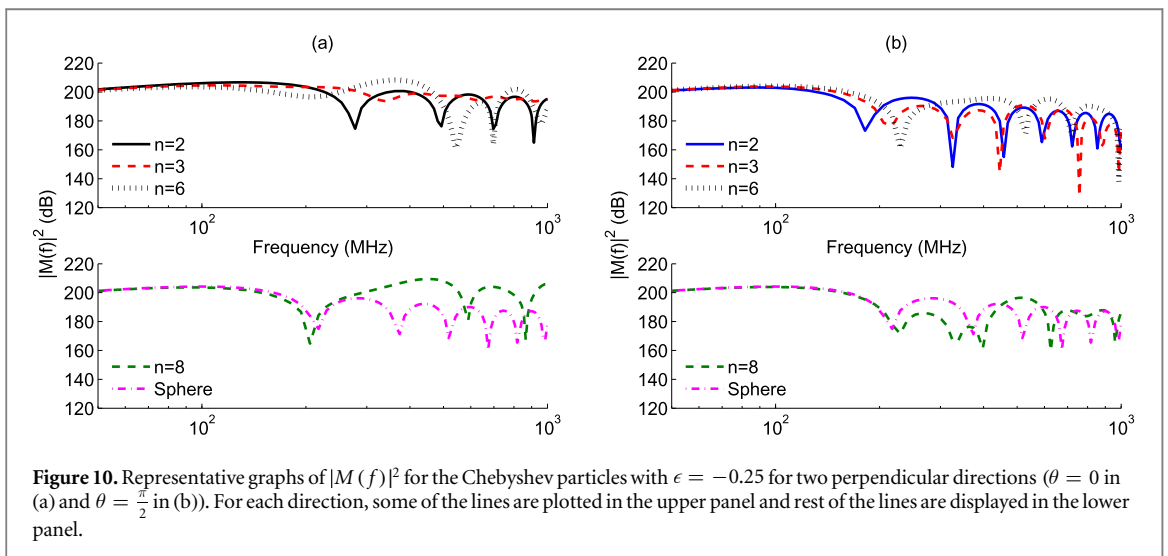 (a)
220
200
180
160
140
120
n=2
n=3
n=6
10²
10³
Frequency (MHz)
|M(f)|² (dB)
220
200
180
160
140
120
n=8
Sphere
10²
10³
(b)
220
200
180
160
140
120
n=2
n=3
n=6
10²
10³
Frequency (MHz)
|M(f)|² (dB)
220
200
180
160
140
120
n=8
Sphere
10²
10³
Figure 10. Representative graphs of |M (f)|² for the Chebyshev particles with ϵ = −0.25 for two perpendicular directions (θ = 0 in
(a) and θ = π/2 in (b)). For each direction, some of the lines are plotted in the upper panel and rest of the lines are displayed in the lower
panel.